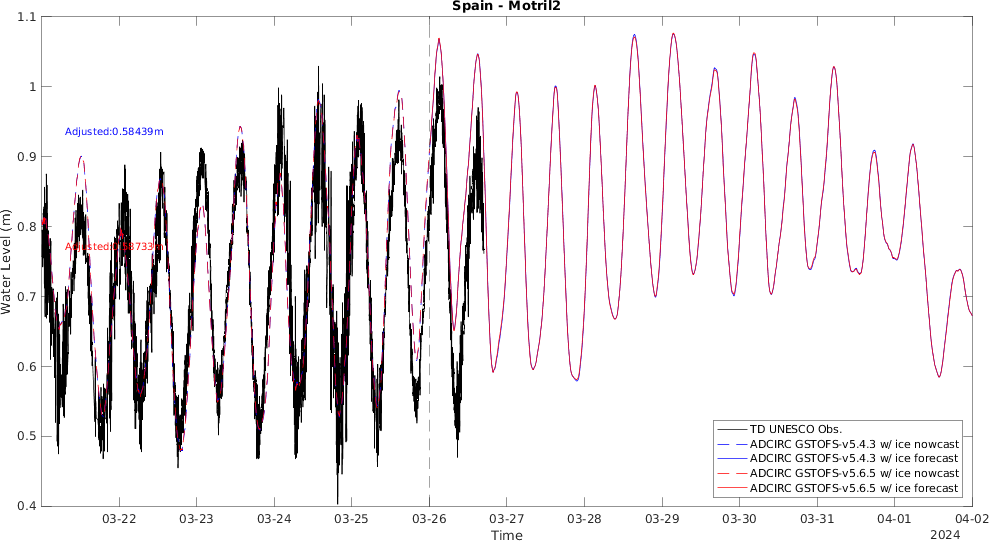 Spain - Motril2
Water Level (m)
1.1
1
0.9
0.8
0.7
0.6
0.5
0.4
Adjusted:0.58439m
TD UNESCO Obs.
ADCIRC GSTOFS-v5.4.3 w/ ice nowcast
ADCIRC GSTOFS-v5.4.3 w/ ice forecast
ADCIRC GSTOFS-v5.6.5 w/ ice nowcast
ADCIRC GSTOFS-v5.6.5 w/ ice forecast
03-22 03-23 03-24 03-25 03-26 03-27 03-28 03-29 03-30 03-31 04-01 04-02
Time
2024